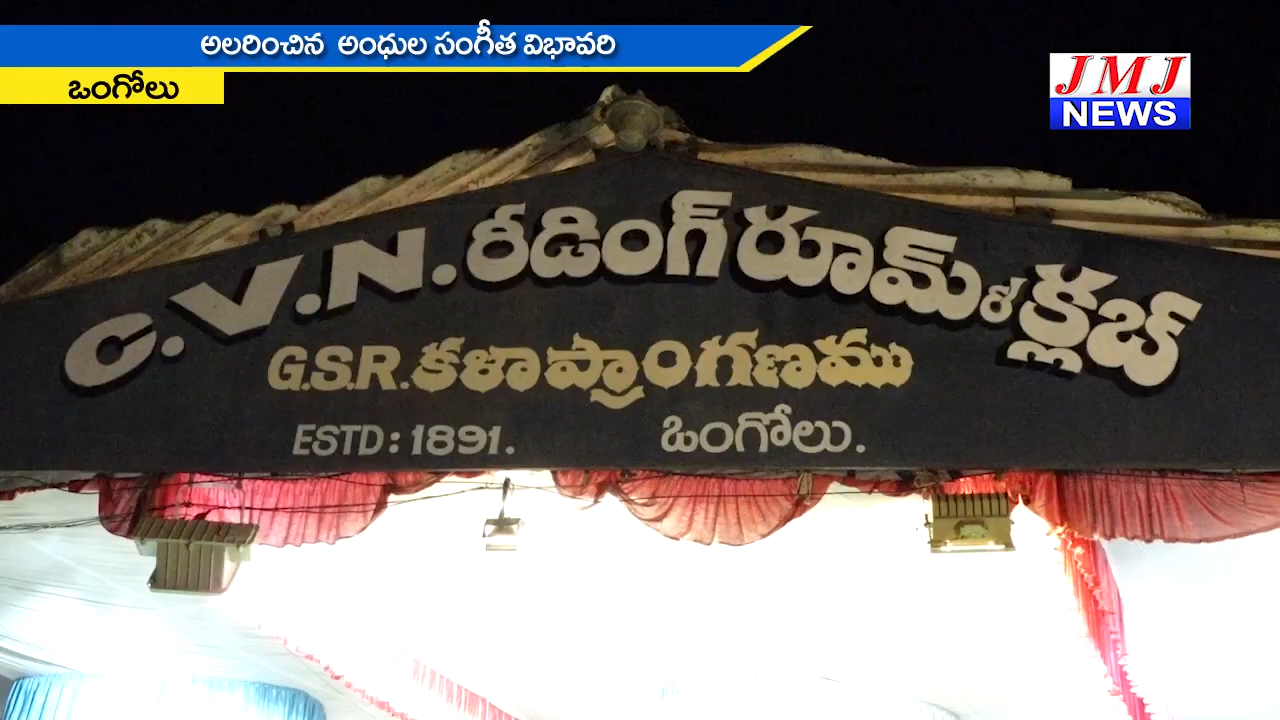 అలరించిన అంధుల సంగీత విభావరి
ఒంగోలు
JMJ
NEWS
C.V.N. రీడింగ్ రూమ్ & క్లబ్
G.S.R. కళాప్రాంగణము
ESTD : 1891. ఒంగోలు.